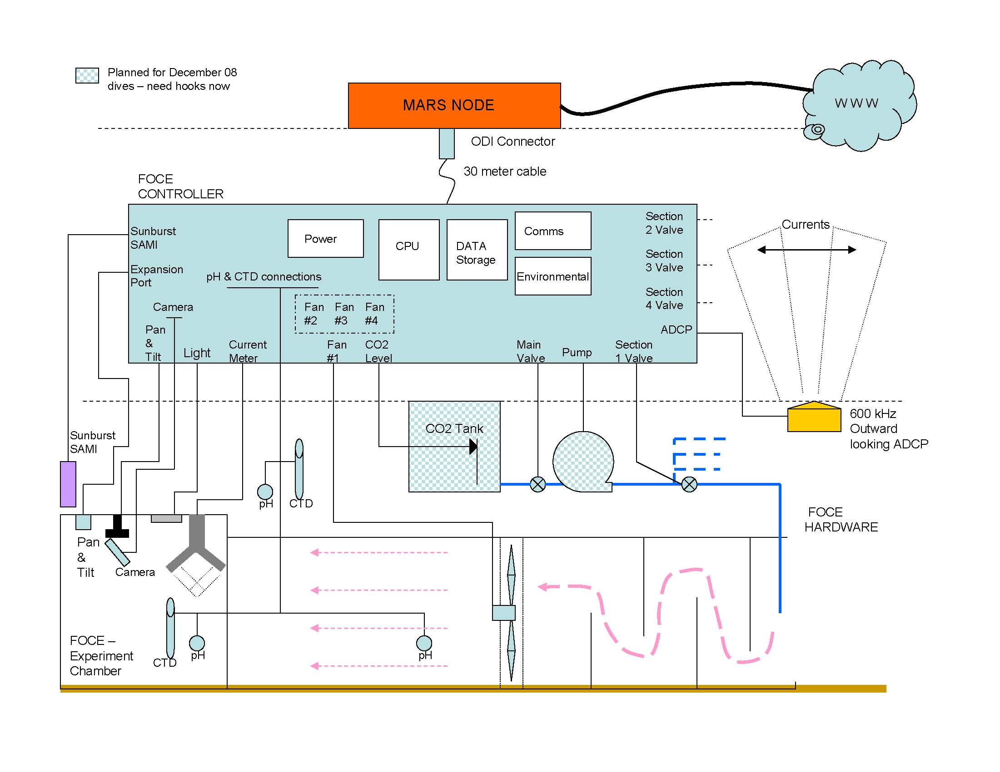 Planned for December 08
dives – need hooks now
MARS NODE
WWW
ODI Connector
30 meter cable
FOCE
CONTROLLER
Sunburst
SAMI
Expansion
Port
Power
CPU
DATA
Storage
Comms
Environmental
Section
2 Valve
Section
3 Valve
Section
4 Valve
ADCP
Currents
pH & CTD connections
Camera
Fan
#2
Fan
#3
Fan
#4
Pan
&
Tilt
Light
Current
Meter
Fan
#1
CO2
Level
Main
Valve
Pump
Section
1 Valve
600 kHz
Outward
looking ADCP
Sunburst
SAMI
CO2 Tank
pH
CTD
FOCE
HARDWARE
Pan
&
Tilt
Camera
FOCE –
Experiment
Chamber
CTD
pH
pH